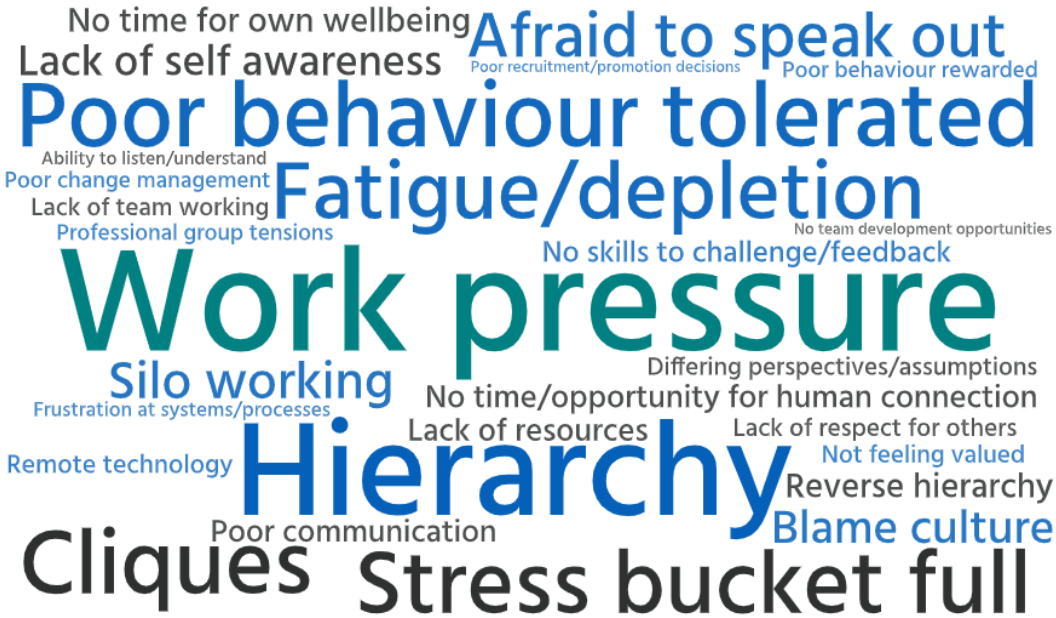 No time for own wellbeing
Afraid to speak out
Lack of self awareness
Poor recruitment/promotion decisions
Poor behaviour rewarded
Poor behaviour tolerated
Ability to listen/understand
Poor change management
Fatigue/depletion
Lack of team working
Professional group tensions
No team development opportunities
No skills to challenge/feedback
Work pressure
Differing perspectives/assumptions
Silo working
No time/opportunity for human connection
Frustration at systems/processes
Lack of resources
Lack of respect for others
Hierarchy
Remote technology
Not feeling valued
Reverse hierarchy
Poor communication
Blame culture
Cliques
Stress bucket full